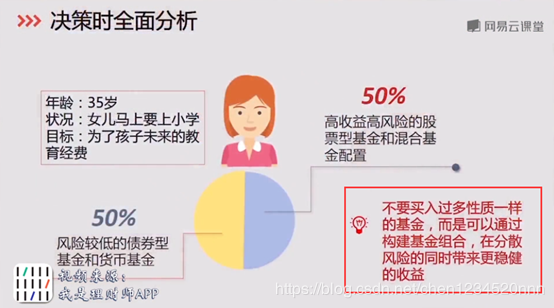 >>> 决策时全面分析
网易云课堂
年龄：35岁
状况：女儿马上要上小学
目标：为了孩子未来的教
育经费
50%
高收益高风险的股
票型基金和混合基
金配置
50%
风险较低的债券型
基金和货币基金
不要买入过多性质一样
的基金，而是可以通过
构建基金组合，在分散
风险的同时带来更稳健
的收益
视频来源：
我是理财师APP
https://blog.csdn.net/chen1234520nnn